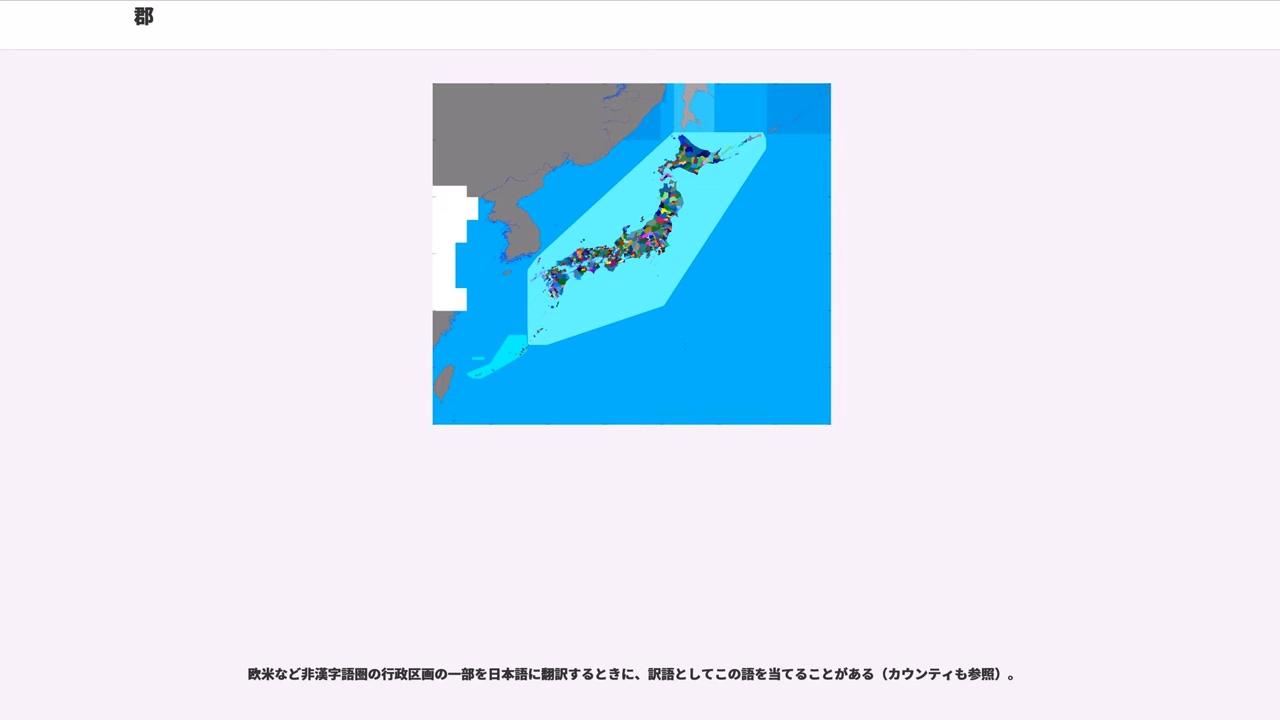 郡
欧米など非漢字語圏の行政区画の一部を日本語に翻訳するときに、訳語としてこの語を当てることがある（カウンティも参照）。